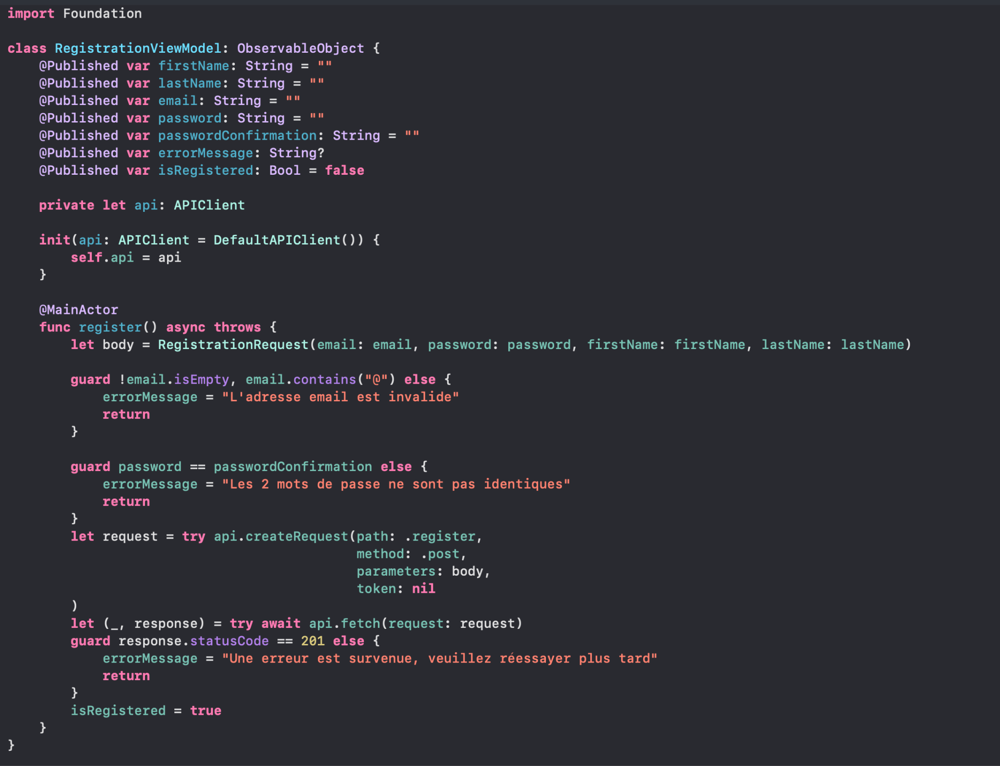 import Foundation
class RegistrationViewModel: ObservableObject {
    @Published var firstName: String = ""
    @Published var lastName: String = ""
    @Published var email: String = ""
    @Published var password: String = ""
    @Published var passwordConfirmation: String = ""
    @Published var errorMessage: String?
    @Published var isRegistered: Bool = false
    private let api: APIClient
    init(api: APIClient = DefaultAPIClient()) {
        self.api = api
    }
    @MainActor
    func register() async throws {
        let body = RegistrationRequest(email: email, password: password, firstName: firstName, lastName: lastName)
        guard !email.isEmpty, email.contains("@") else {
            errorMessage = "L'adresse email est invalide"
            return
        }
        guard password == passwordConfirmation else {
            errorMessage = "Les 2 mots de passe ne sont pas identiques"
            return
        }
        let request = try api.createRequest(path: .register,
                                            method: .post,
                                            parameters: body,
                                            token: nil
        )
        let (_, response) = try await api.fetch(request: request)
        guard response.statusCode == 201 else {
            errorMessage = "Une erreur est survenue, veuillez réessayer plus tard"
            return
        }
        isRegistered = true
    }
}